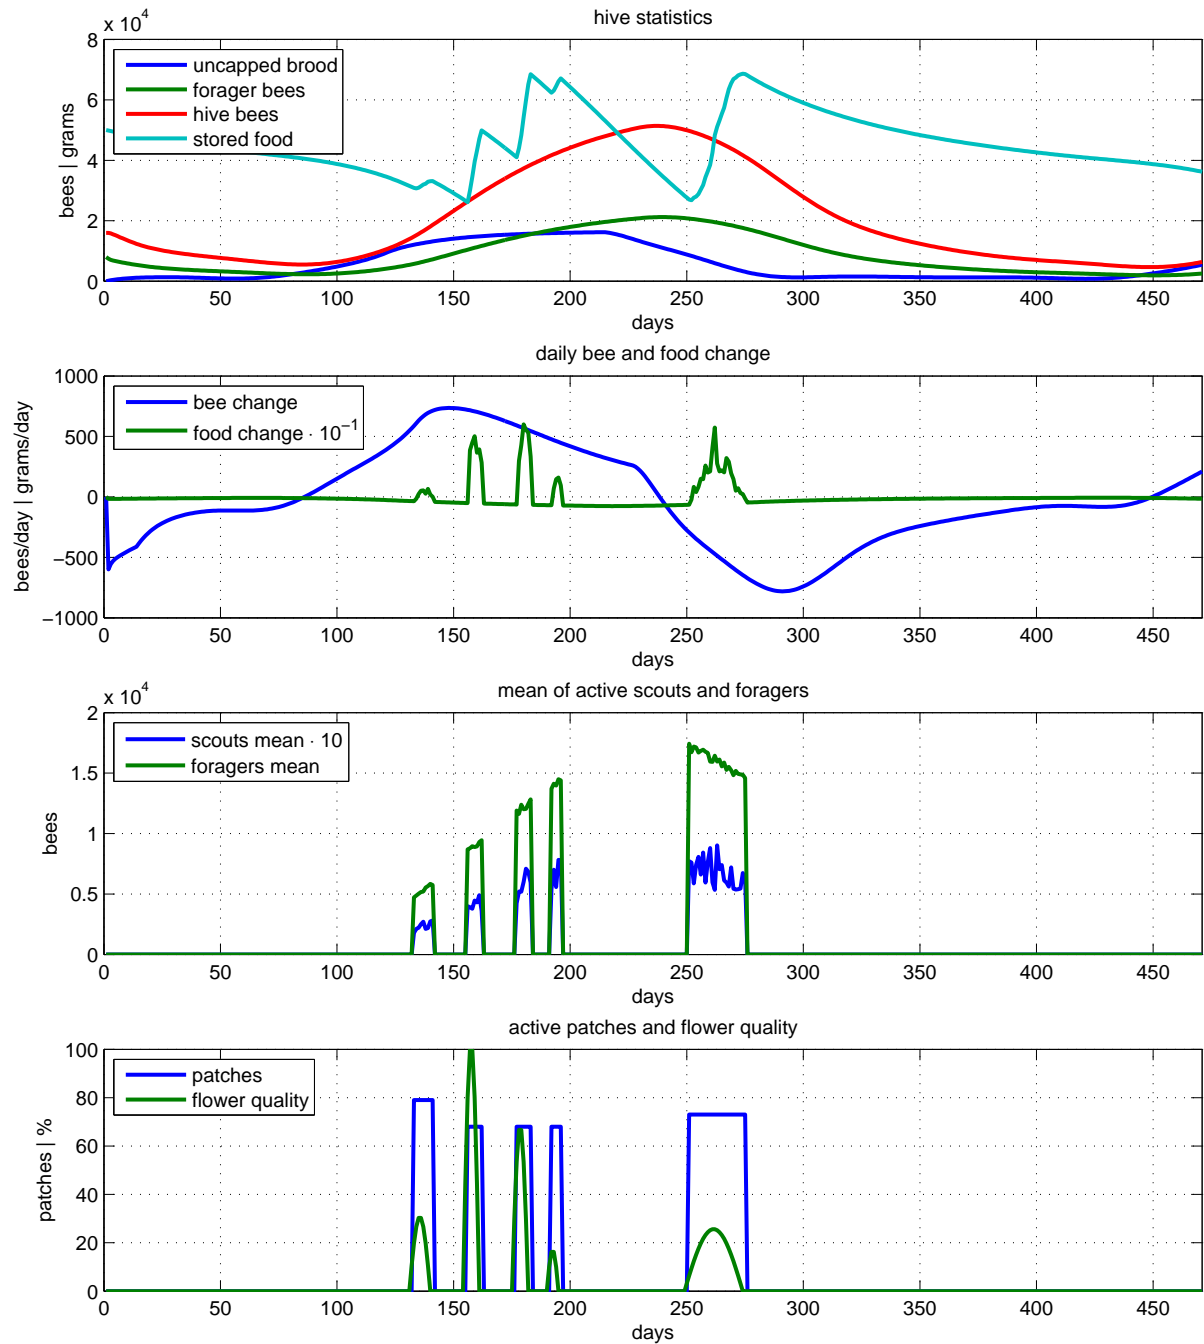 hive statistics
x 10^4
8
6
4
2
0
bees | grams
uncapped brood
forager bees
hive bees
stored food
0 50 100 150 200 250 300 350 400 450
days
daily bee and food change
1000
500
0
−500
−1000
bees/day | grams/day
bee change
food change · 10^−1
0 50 100 150 200 250 300 350 400 450
days
mean of active scouts and foragers
x 10^4
2
1.5
1
0.5
0
bees
scouts mean · 10
foragers mean
0 50 100 150 200 250 300 350 400 450
days
active patches and flower quality
100
80
60
40
20
0
patches | %
patches
flower quality
0 50 100 150 200 250 300 350 400 450
days